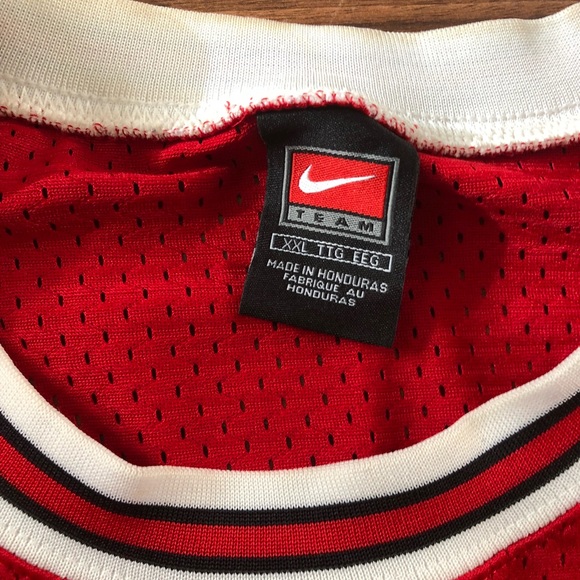 TEAM
XXL TTG EEG
MADE IN HONDURAS
FABRIQUE AU
HONDURAS